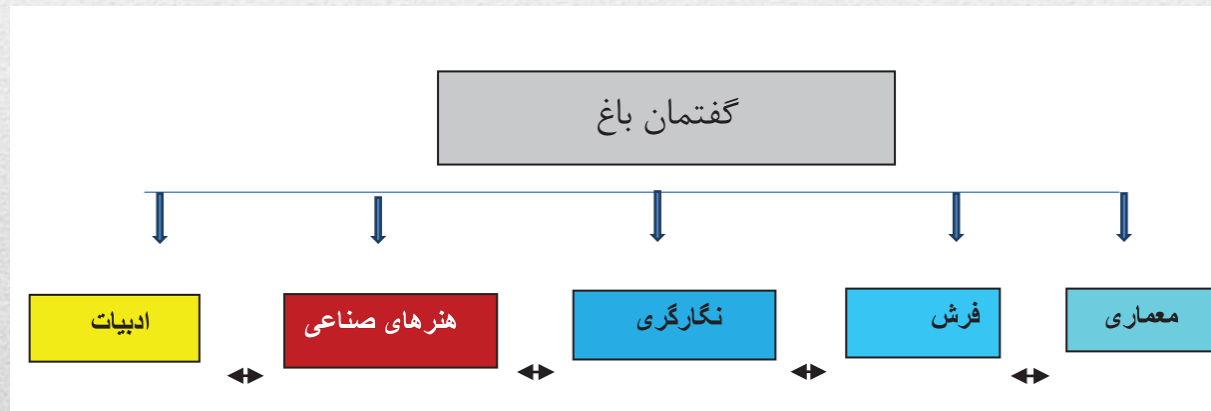 گفتمان باغ
معماری
فرش
نگارگری
هنرهای صناعی
ادبیات